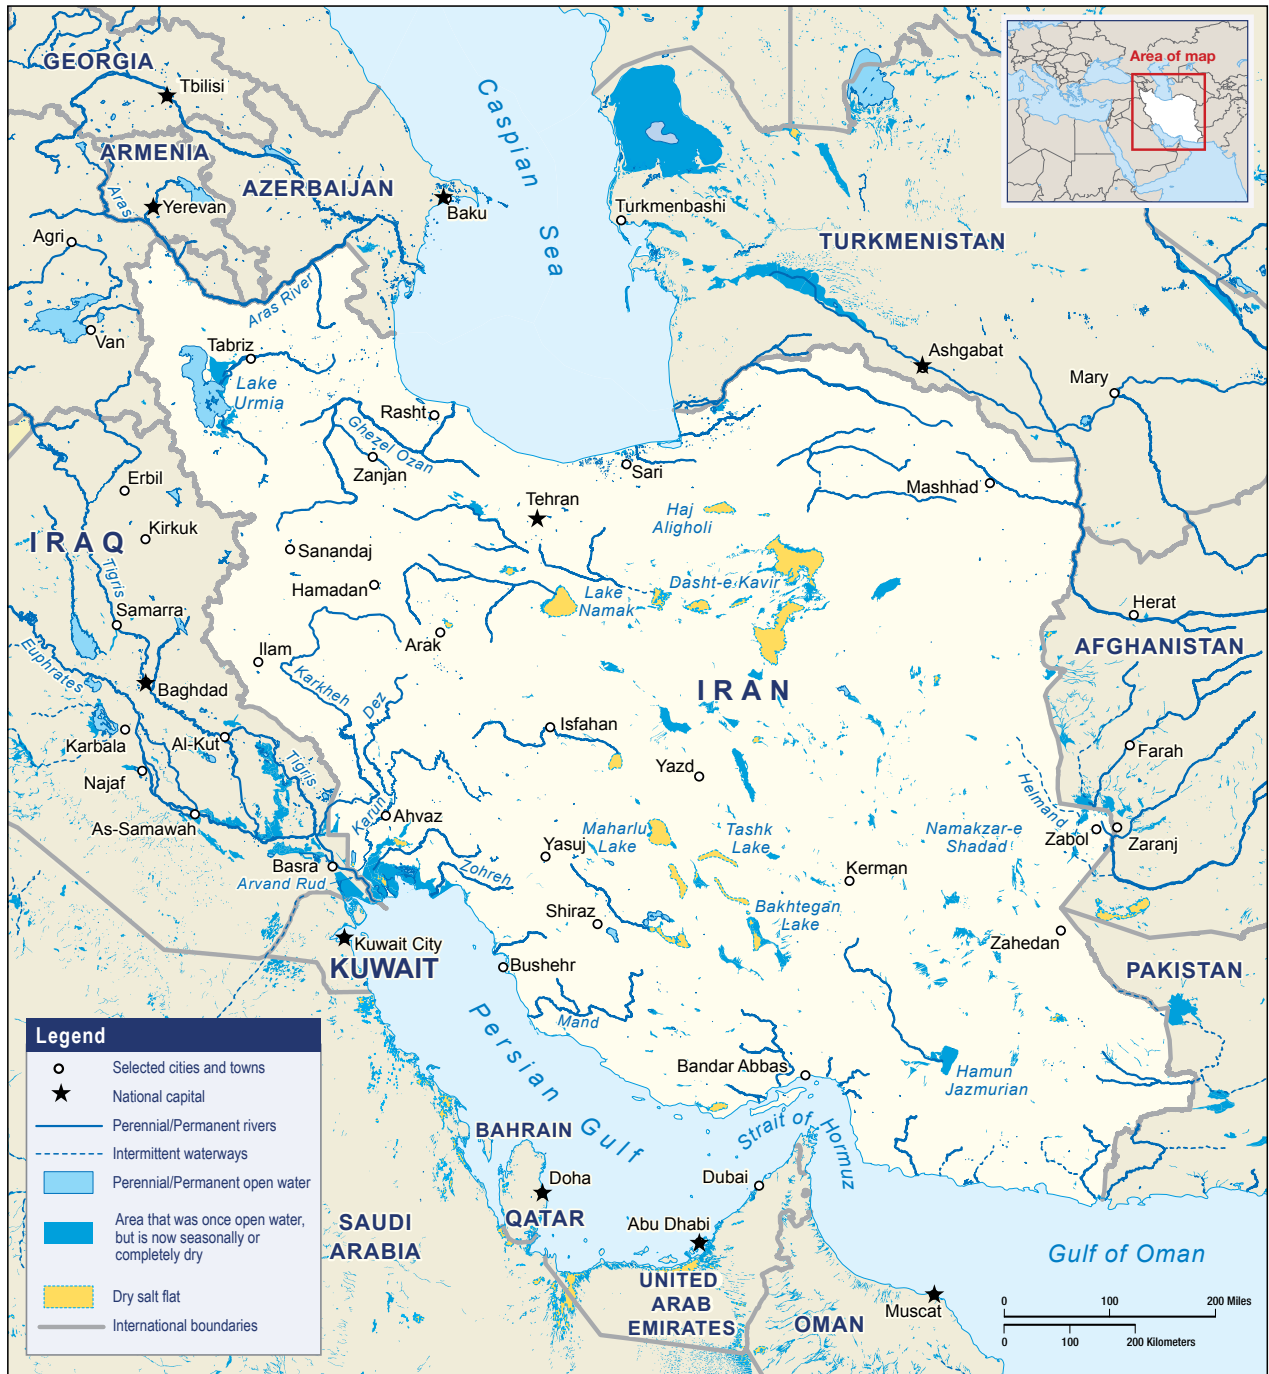 GEORGIA
Tbilisi
ARMENIA
Aras
Yerevan
AZERBAIJAN
Baku
Caspian
Sea
Turkmenbashi
TURKMENISTAN
Area of map
Agri
Van
Aras River
Tabriz
Lake
Urmia
Rasht
Ghezel Ozan
Zanjan
Sari
Ashgabat
Mary
Mashhad
Erbil
Kirkuk
IRAQ
Tigris
Samarra
Sanandaj
Hamadan
Tehran
Haj
Aligholi
Dasht-e Kavir
Lake
Namak
Herat
AFGHANISTAN
Euphrates
Baghdad
Ilam
Arak
Karkheh
Dez
IRAN
Karbala
Al-Kut
Najaf
Tigris
As-Samawah
Isfahan
Yazd
Farah
Helmand
Karun
Ahvaz
Maharlu
Lake
Tashk
Lake
Namakzar-e
Shadad
Zabol
Zaranj
Basra
Arvand Rud
Zohreh
Yasuj
Kerman
Shiraz
Bakhtegan
Lake
Zahedan
Kuwait City
KUWAIT
Bushehr
PAKISTAN
Mand
Persian Gulf
Bandar Abbas
Hamun
Jazmurian
Strait of
Hormuz
BAHRAIN
Doha
QATAR
Dubai
Abu Dhabi
SAUDI
ARABIA
UNITED
ARAB
EMIRATES
OMAN
Muscat
Gulf of Oman
Legend
Selected cities and towns
National capital
Perennial/Permanent rivers
Intermittent waterways
Perennial/Permanent open water
Area that was once open water,
but is now seasonally or
completely dry
Dry salt flat
International boundaries
0 100 200 Miles
0 100 200 Kilometers